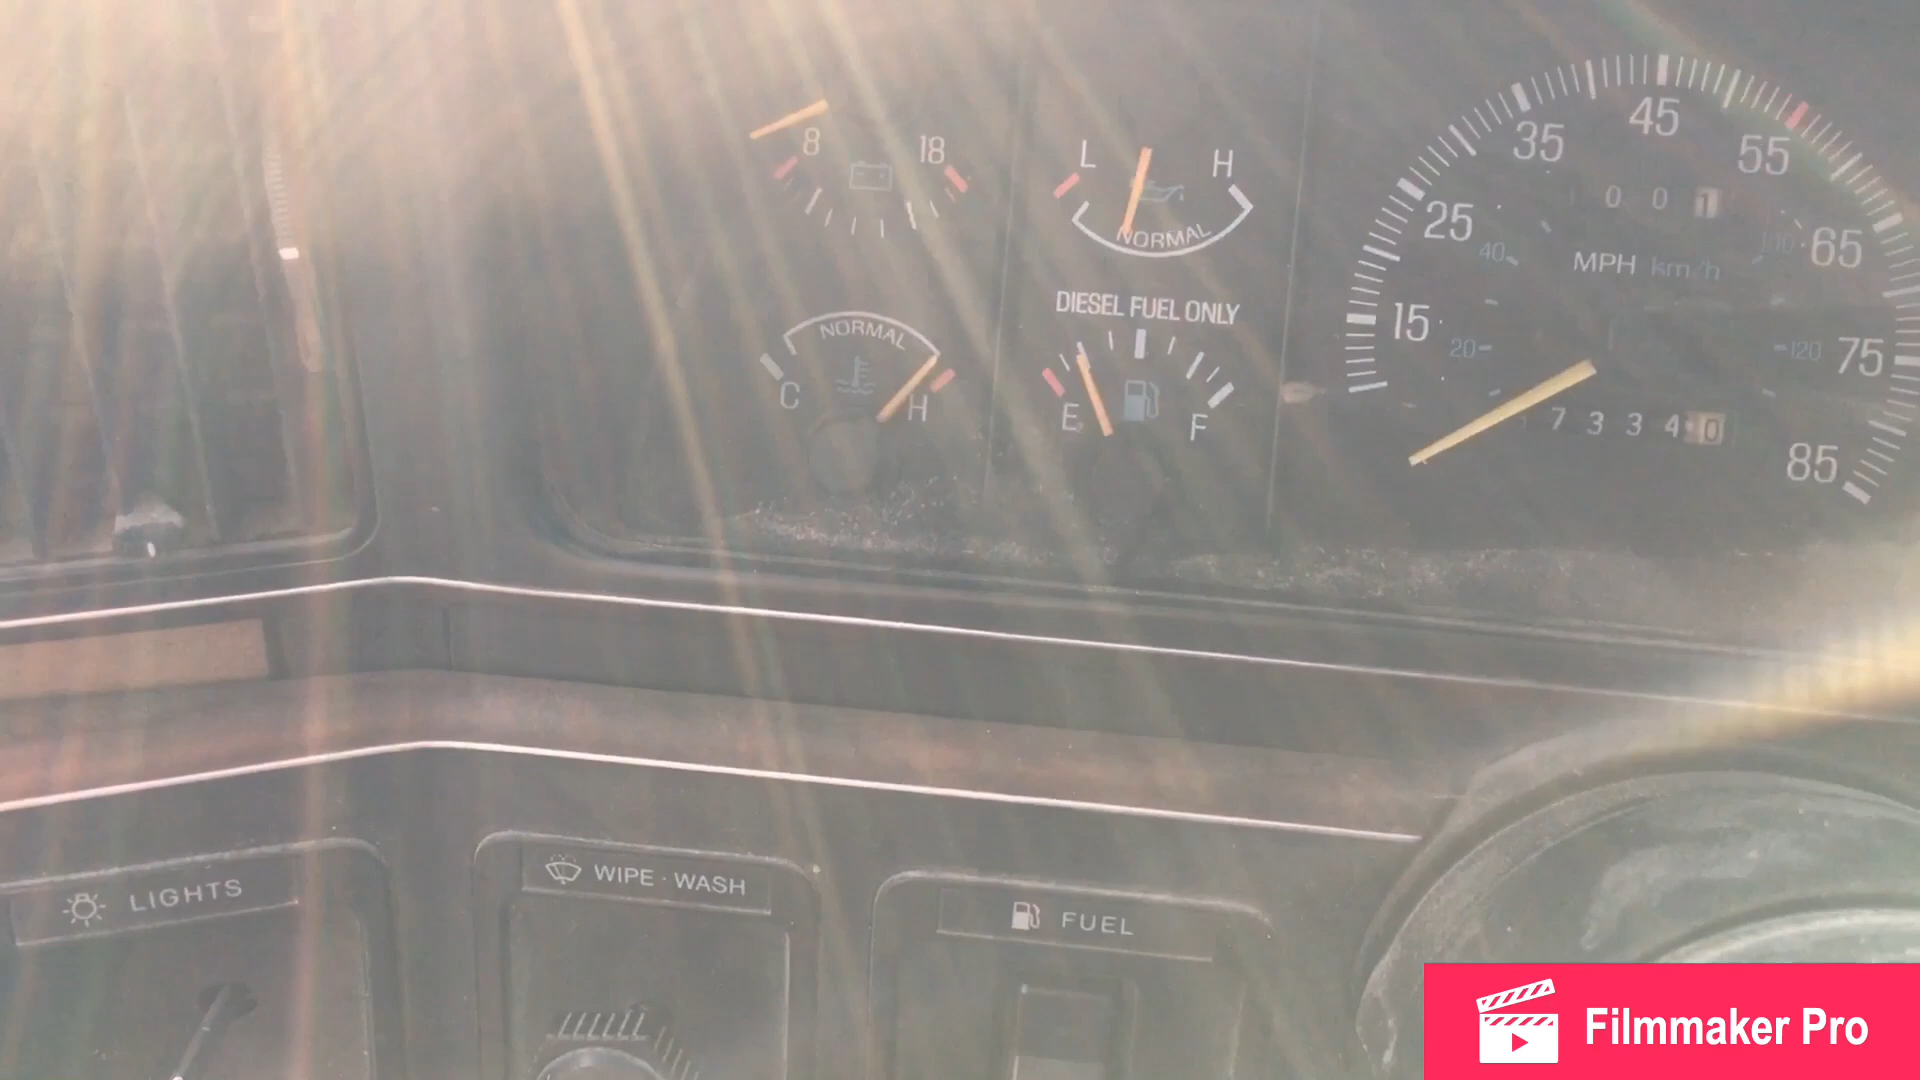 8 18
L H
NORMAL
NORMAL
C H
DIESEL FUEL ONLY
E F
15 25 35 45 55 65 75 85
20 40 100 120
0 0 1
MPH km/h
7 3 3 4 0
LIGHTS
WIPE · WASH
FUEL
Filmmaker Pro